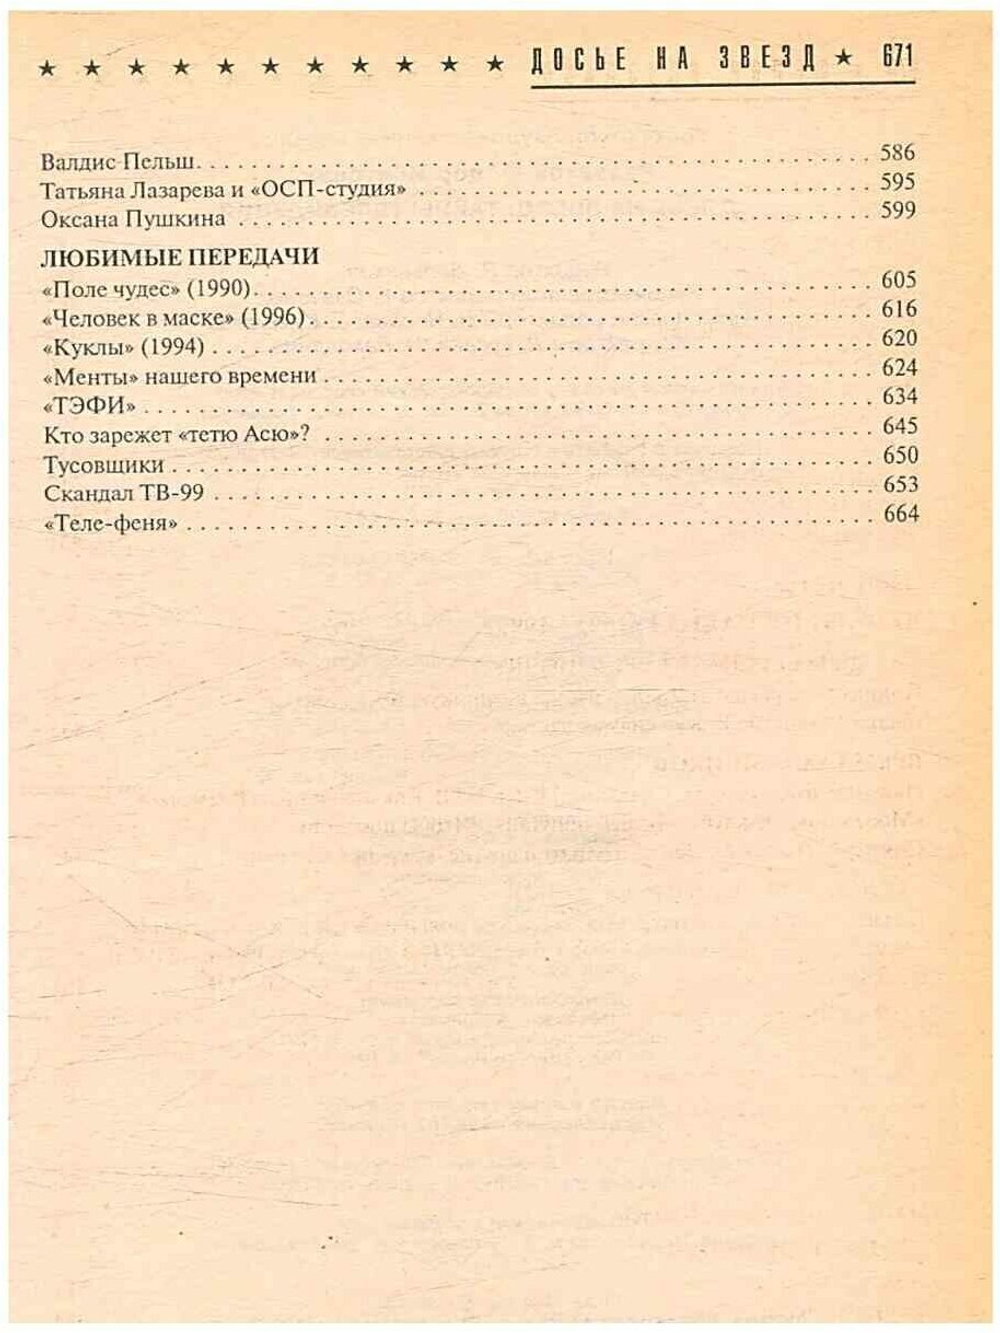 ★ ★ ★ ★ ★ ★ ★ ★ ★ ★ ★ ДОСЬЕ НА ЗВЕЗД ★ 671
Валдис Пельш. . . . . . . . . . . . . . . . . . . . 586
Татьяна Лазарева и «ОСП-студия» . . . . . . . . . . . . . . . . . . . . 595
Оксана Пушкина . . . . . . . . . . . . . . . . . . . . 599
ЛЮБИМЫЕ ПЕРЕДАЧИ
«Поле чудес» (1990). . . . . . . . . . . . . . . . . . . . 605
«Человек в маске» (1996). . . . . . . . . . . . . . . . . . . . 616
«Куклы» (1994) . . . . . . . . . . . . . . . . . . . . 620
«Менты» нашего времени . . . . . . . . . . . . . . . . . . . . 624
«ТЭФИ» . . . . . . . . . . . . . . . . . . . . 634
Кто зарежет «тетю Асю»? . . . . . . . . . . . . . . . . . . . . 645
Тусовщики . . . . . . . . . . . . . . . . . . . . 650
Скандал ТВ-99 . . . . . . . . . . . . . . . . . . . . 653
«Теле-феня» . . . . . . . . . . . . . . . . . . . . 664